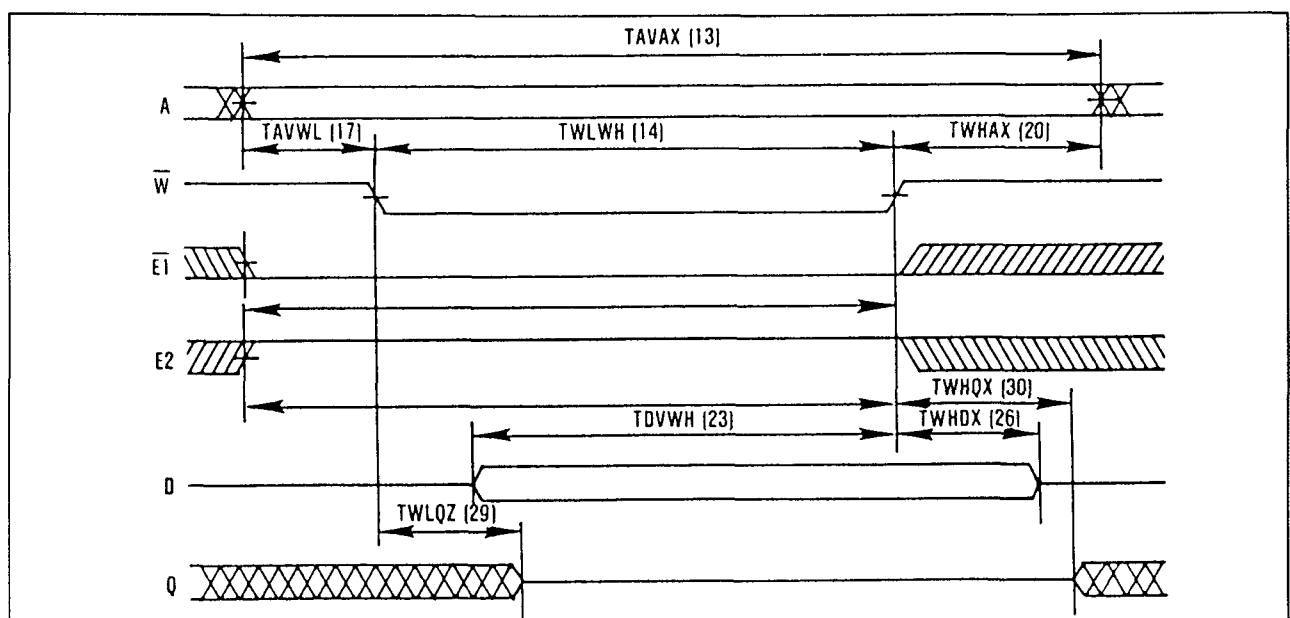 TAVAX (13)
A
TAVWL (17) TWLWH (14) TWHAX (20)
W
E1
E2
TWHQX (30)
TDVWH (23) TWHDX (26)
D
TWLQZ (29)
Q